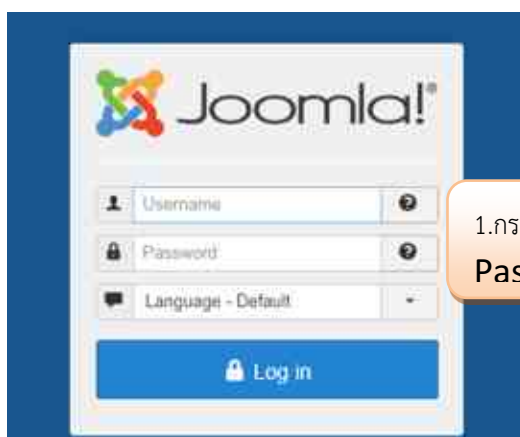 Joomla!®
Username
Password
Language - Default
Log in
1.กร
Pas